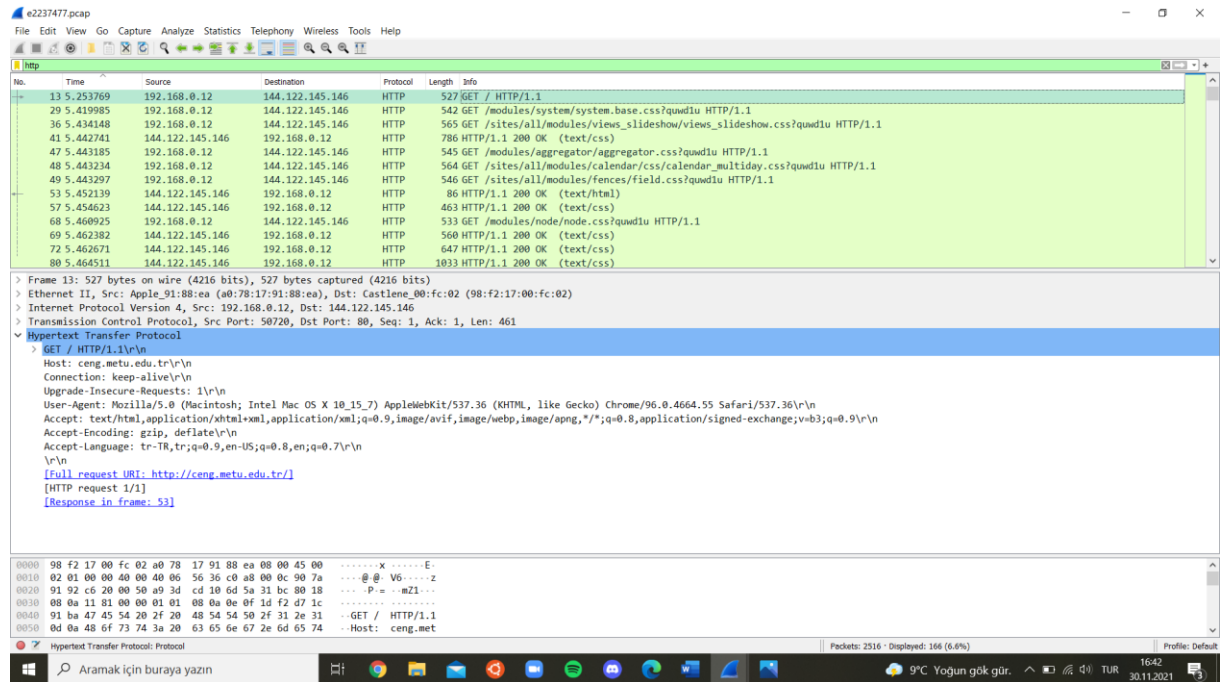 e2237477.pcap
File Edit View Go Capture Analyze Statistics Telephony Wireless Tools Help
http
No. Time Source Destination Protocol Length Info
13 5.253769 192.168.0.12 144.122.145.146 HTTP 527 GET / HTTP/1.1
29 5.419985 192.168.0.12 144.122.145.146 HTTP 542 GET /modules/system/system.base.css?quwd1u HTTP/1.1
36 5.434148 192.168.0.12 144.122.145.146 HTTP 565 GET /sites/all/modules/views_slideshow/views_slideshow.css?quwd1u HTTP/1.1
41 5.442741 144.122.145.146 192.168.0.12 HTTP 786 HTTP/1.1 200 OK (text/css)
47 5.443185 192.168.0.12 144.122.145.146 HTTP 545 GET /modules/aggregator/aggregator.css?quwd1u HTTP/1.1
48 5.443234 192.168.0.12 144.122.145.146 HTTP 564 GET /sites/all/modules/calendar/css/calendar_multiday.css?quwd1u HTTP/1.1
49 5.443297 192.168.0.12 144.122.145.146 HTTP 546 GET /sites/all/modules/fences/field.css?quwd1u HTTP/1.1
53 5.452139 144.122.145.146 192.168.0.12 HTTP 86 HTTP/1.1 200 OK (text/html)
57 5.454623 144.122.145.146 192.168.0.12 HTTP 463 HTTP/1.1 200 OK (text/css)
68 5.460925 192.168.0.12 144.122.145.146 HTTP 533 GET /modules/node/node.css?quwd1u HTTP/1.1
69 5.462382 144.122.145.146 192.168.0.12 HTTP 560 HTTP/1.1 200 OK (text/css)
72 5.462671 144.122.145.146 192.168.0.12 HTTP 647 HTTP/1.1 200 OK (text/css)
80 5.464511 144.122.145.146 192.168.0.12 HTTP 1033 HTTP/1.1 200 OK (text/css)
> Frame 13: 527 bytes on wire (4216 bits), 527 bytes captured (4216 bits)
> Ethernet II, Src: Apple_91:88:ea (a0:78:17:91:88:ea), Dst: Castlene_00:fc:02 (98:f2:17:00:fc:02)
> Internet Protocol Version 4, Src: 192.168.0.12, Dst: 144.122.145.146
> Transmission Control Protocol, Src Port: 50720, Dst Port: 80, Seq: 1, Ack: 1, Len: 461
Hypertext Transfer Protocol
> GET / HTTP/1.1\r\n
Host: ceng.metu.edu.tr\r\n
Connection: keep-alive\r\n
Upgrade-Insecure-Requests: 1\r\n
User-Agent: Mozilla/5.0 (Macintosh; Intel Mac OS X 10_15_7) AppleWebKit/537.36 (KHTML, like Gecko) Chrome/96.0.4664.55 Safari/537.36\r\n
Accept: text/html,application/xhtml+xml,application/xml;q=0.9,image/avif,image/webp,image/apng,*/*;q=0.8,application/signed-exchange;v=b3;q=0.9\r\n
Accept-Encoding: gzip, deflate\r\n
Accept-Language: tr-TR,tr;q=0.9,en-US;q=0.8,en;q=0.7\r\n
\r\n
[Full request URI: http://ceng.metu.edu.tr/]
[HTTP request 1/1]
[Response in frame: 53]
0000 98 f2 17 00 fc 02 a0 78 17 91 88 ea 08 00 45 00 ·······x ······E·
0010 02 01 00 00 40 00 40 06 56 36 c0 a8 00 0c 90 7a ····@·@· V6·····z
0020 91 92 c6 20 00 50 a9 3d cd 10 6d 5a 31 bc 80 18 ··· ·P·= ··mZ1···
0030 08 0a 11 81 00 00 01 01 08 0a 0e 0f 1d f2 d7 1c ········ ········
0040 91 ba 47 45 54 20 2f 20 48 54 54 50 2f 31 2e 31 ··GET / HTTP/1.1
0050 0d 0a 48 6f 73 74 3a 20 63 65 6e 67 2e 6d 65 74 ··Host: ceng.met
Hypertext Transfer Protocol: Protocol Packets: 2516 · Displayed: 166 (6.6%) Profile: Default
Aramak için buraya yazın 9°C Yoğun gök gür. TUR 16:42
30.11.2021